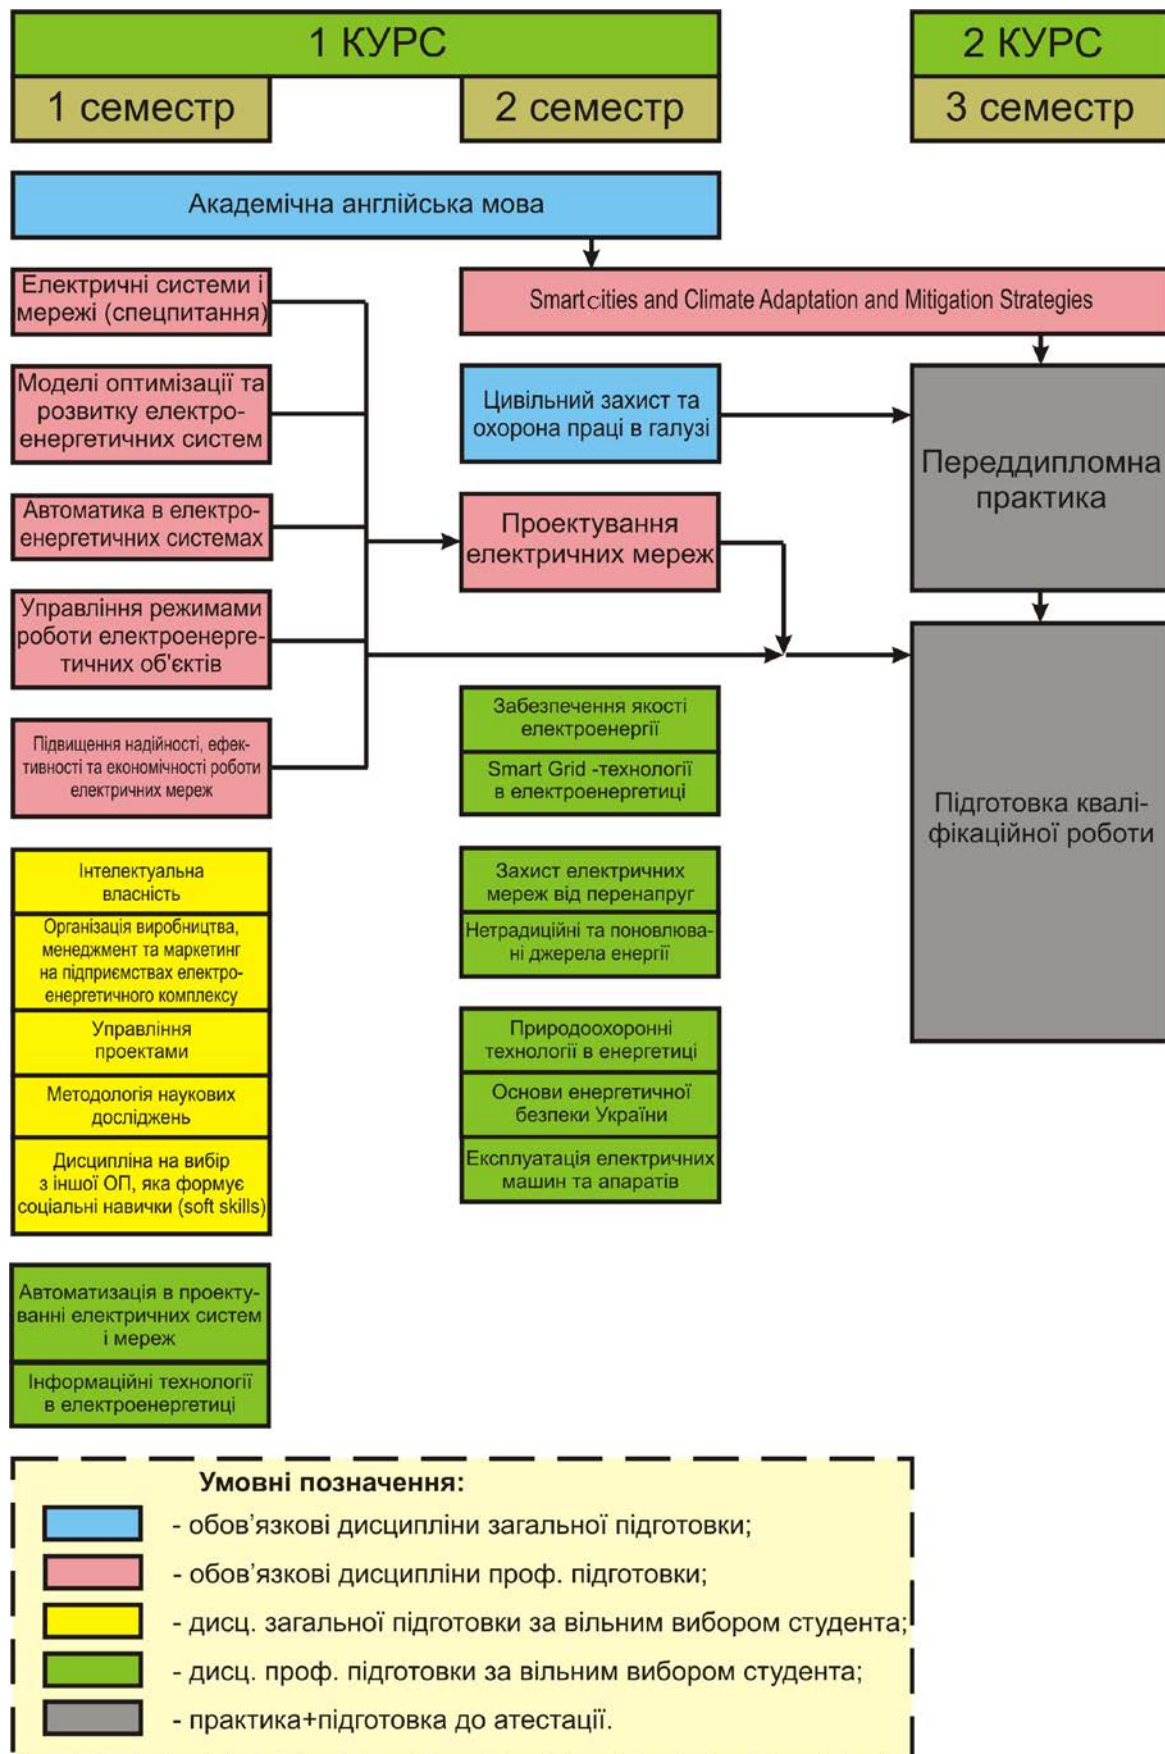 1 КУРС
2 КУРС
1 семестр
2 семестр
3 семестр
Академічна англійська мова
Електричні системи і
мережі (спецпитання)
Smartcities and Climate Adaptation and Mitigation Strategies
Моделі оптимізації та
розвитку електро-
енергетичних систем
Цивільний захист та
охорона праці в галузі
Переддипломна
практика
Автоматика в електро-
енергетичних системах
Проектування
електричних мереж
Управління режимами
роботи електроенерге-
тичних об'єктів
Підготовка квалі-
фікаційної роботи
Підвищення надійності, ефек-
тивності та економічності роботи
електричних мереж
Забезпечення якості
електроенергії
Smart Grid -технології
в електроенергетиці
Інтелектуальна
власність
Організація виробництва,
менеджмент та маркетинг
на підприємствах електро-
енергетичного комплексу
Управління
проектами
Методологія наукових
досліджень
Дисципліна на вибір
з іншої ОП, яка формує
соціальні навички (soft skills)
Захист електричних
мереж від перенапруг
Нетрадиційні та поновлюва-
ні джерела енергії
Природоохоронні
технології в енергетиці
Основи енергетичної
безпеки України
Експлуатація електричних
машин та апаратів
Автоматизація в проекту-
ванні електричних систем
і мереж
Інформаційні технології
в електроенергетиці
Умовні позначення:
- обов’язкові дисципліни загальної підготовки;
- обов’язкові дисципліни проф. підготовки;
- дисц. загальної підготовки за вільним вибором студента;
- дисц. проф. підготовки за вільним вибором студента;
- практика+підготовка до атестації.